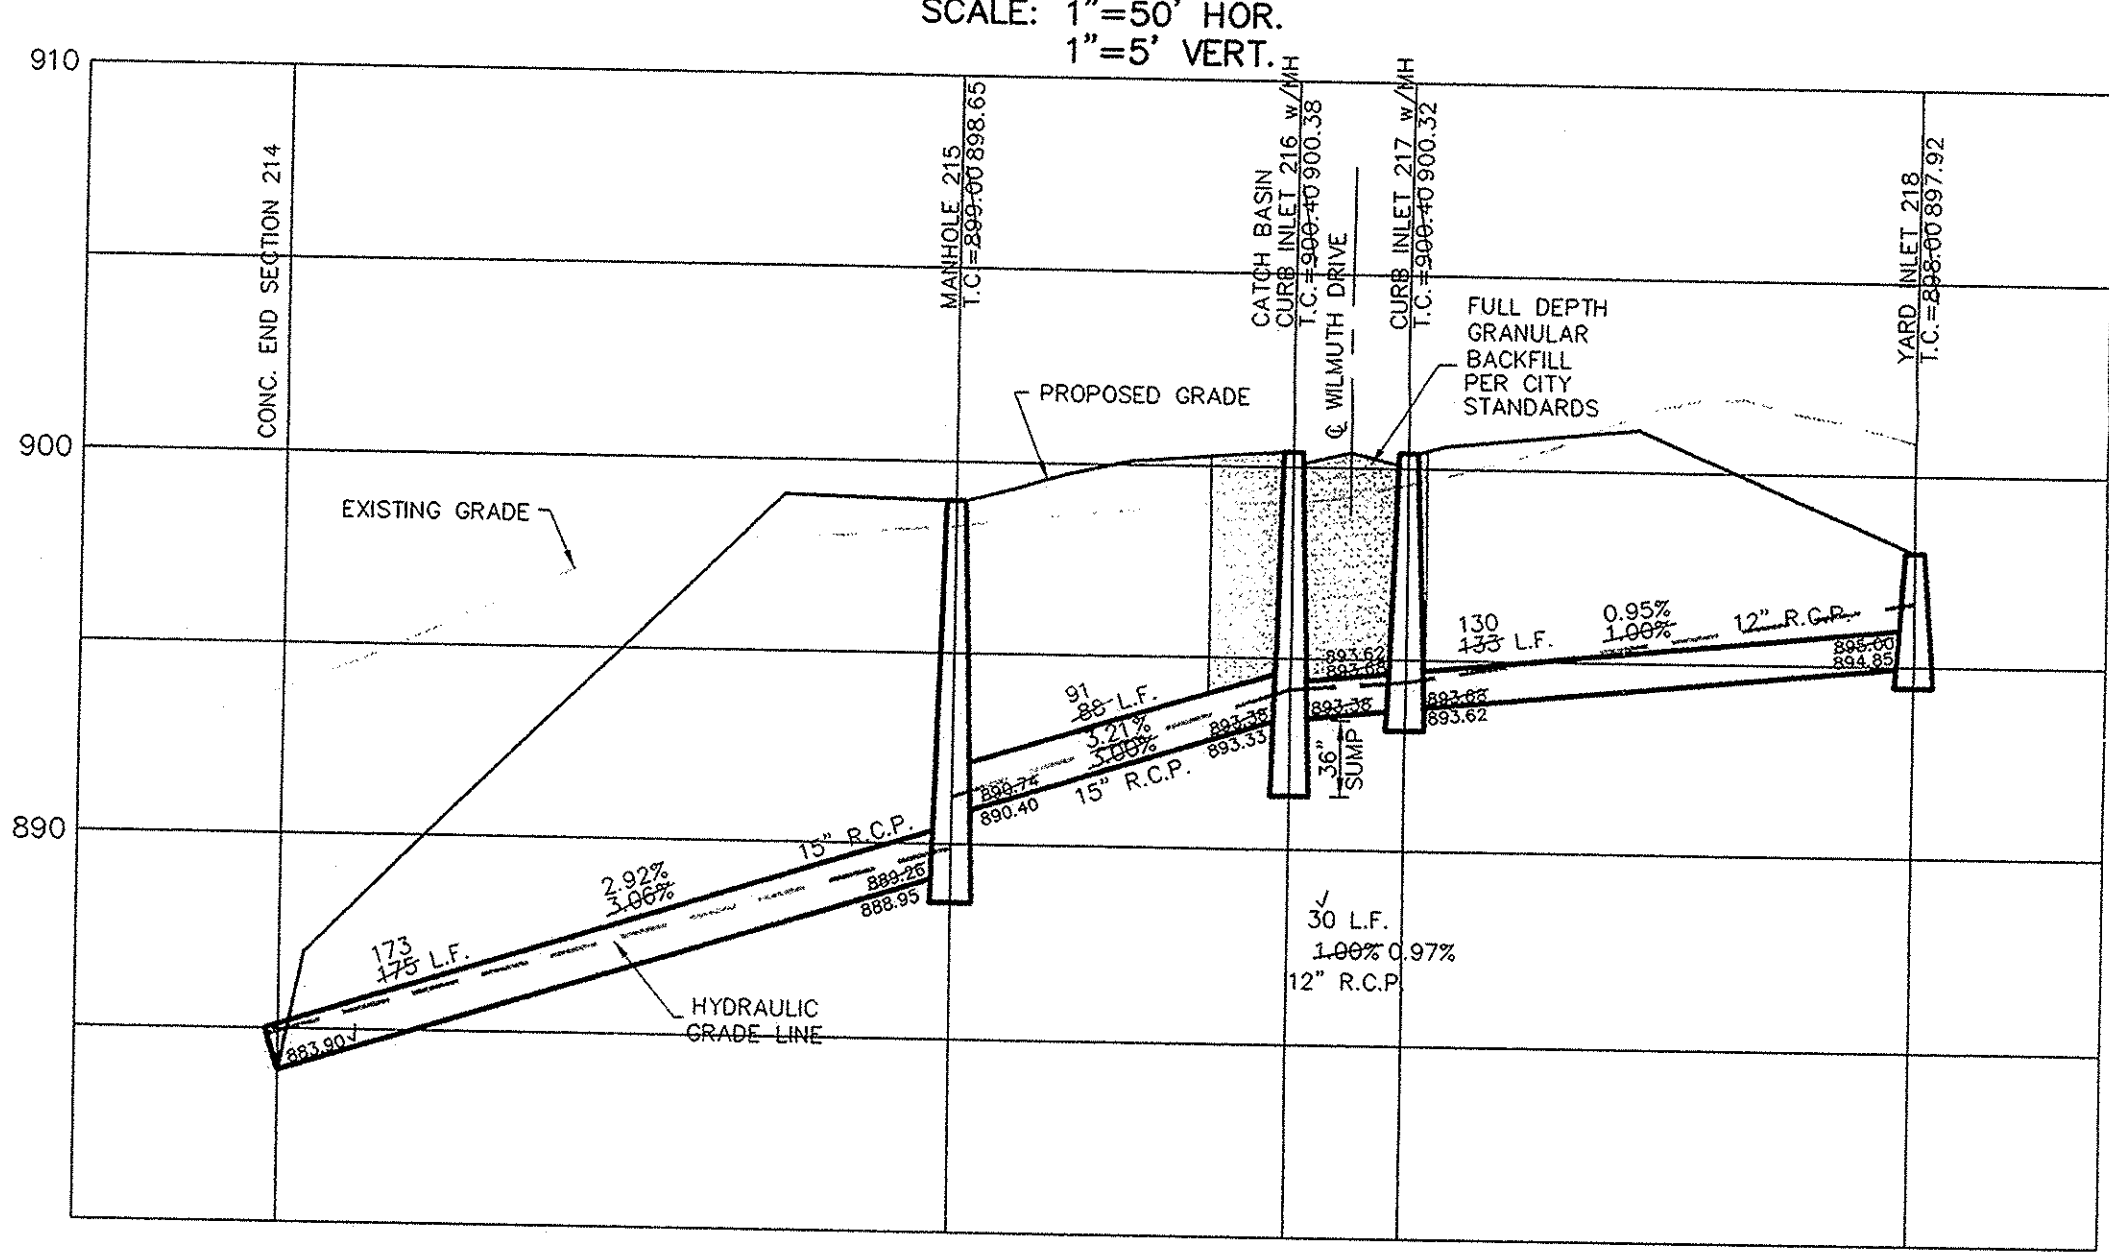 SCALE: 1"=50' HOR.
1"=5' VERT.
910
900
890
CONC. END SECTION 214
MANHOLE 215
T.C.=899.00 898.65
CATCH BASIN
CURB INLET 216 w/MH
T.C.=900.40 900.38
℄ WILMUTH DRIVE
CURB INLET 217 w/MH
T.C.=900.40 900.32
YARD INLET 218
T.C.=898.00 897.92
FULL DEPTH
GRANULAR
BACKFILL
PER CITY
STANDARDS
PROPOSED GRADE
EXISTING GRADE
173
175 L.F.
2.92%
3.06%
15" R.C.P.
889.26
888.95
883.90√
HYDRAULIC
GRADE LINE
91
88 L.F.
3.21%
3.00%
15" R.C.P.
890.74
890.40
893.38
893.33
893.62
893.68
893.38
36"
SUMP
893.68
893.62
130
133 L.F.
0.95%
1.00%
12" R.C.P.
895.00
894.85
√
30 L.F.
1.00% 0.97%
12" R.C.P.